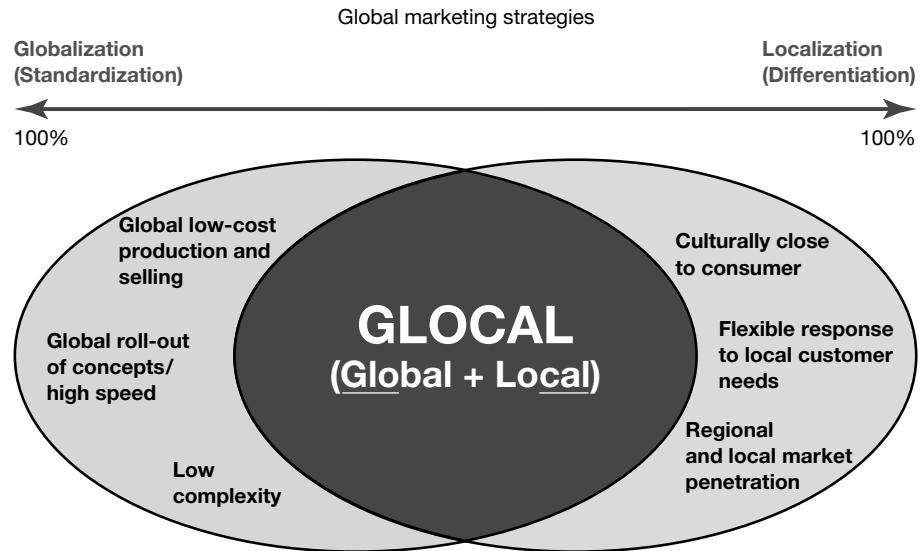 Global marketing strategies
Globalization
(Standardization)
Localization
(Differentiation)
100%
100%
Global low-cost
production and
selling
Global roll-out
of concepts/
high speed
Low
complexity
GLOCAL
(Global + Local)
Culturally close
to consumer
Flexible response
to local customer
needs
Regional
and local market
penetration